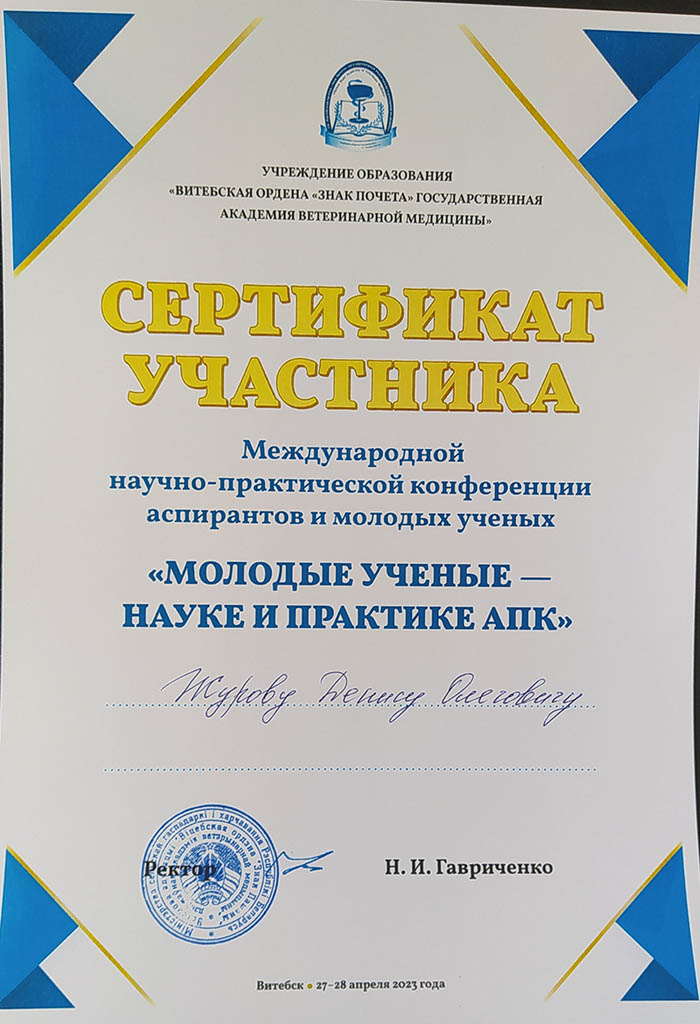 УЧРЕЖДЕНИЕ ОБРАЗОВАНИЯ
«ВИТЕБСКАЯ ОРДЕНА «ЗНАК ПОЧЕТА» ГОСУДАРСТВЕННАЯ
АКАДЕМИЯ ВЕТЕРИНАРНОЙ МЕДИЦИНЫ»
СЕРТИФИКАТ
УЧАСТНИКА
Международной
научно-практической конференции
аспирантов и молодых ученых
«МОЛОДЫЕ УЧЕНЫЕ —
НАУКЕ И ПРАКТИКЕ АПК»
Журову Денису Олеговичу
Ректор
Н. И. Гавриченко
Витебск • 27–28 апреля 2023 года